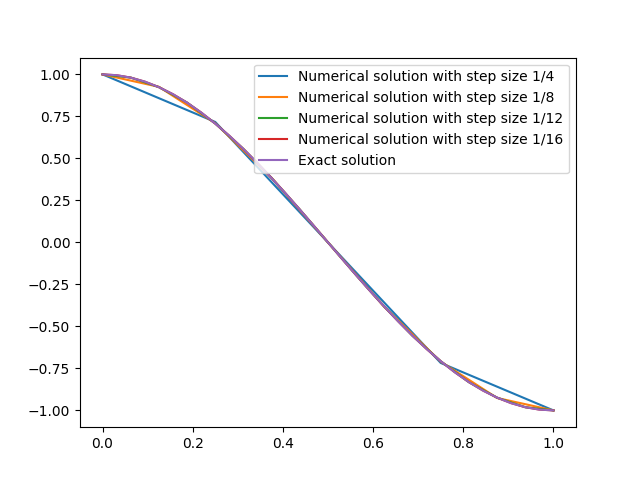 1.00
0.75
0.50
0.25
0.00
−0.25
−0.50
−0.75
−1.00
Numerical solution with step size 1/4
Numerical solution with step size 1/8
Numerical solution with step size 1/12
Numerical solution with step size 1/16
Exact solution
0.0 0.2 0.4 0.6 0.8 1.0